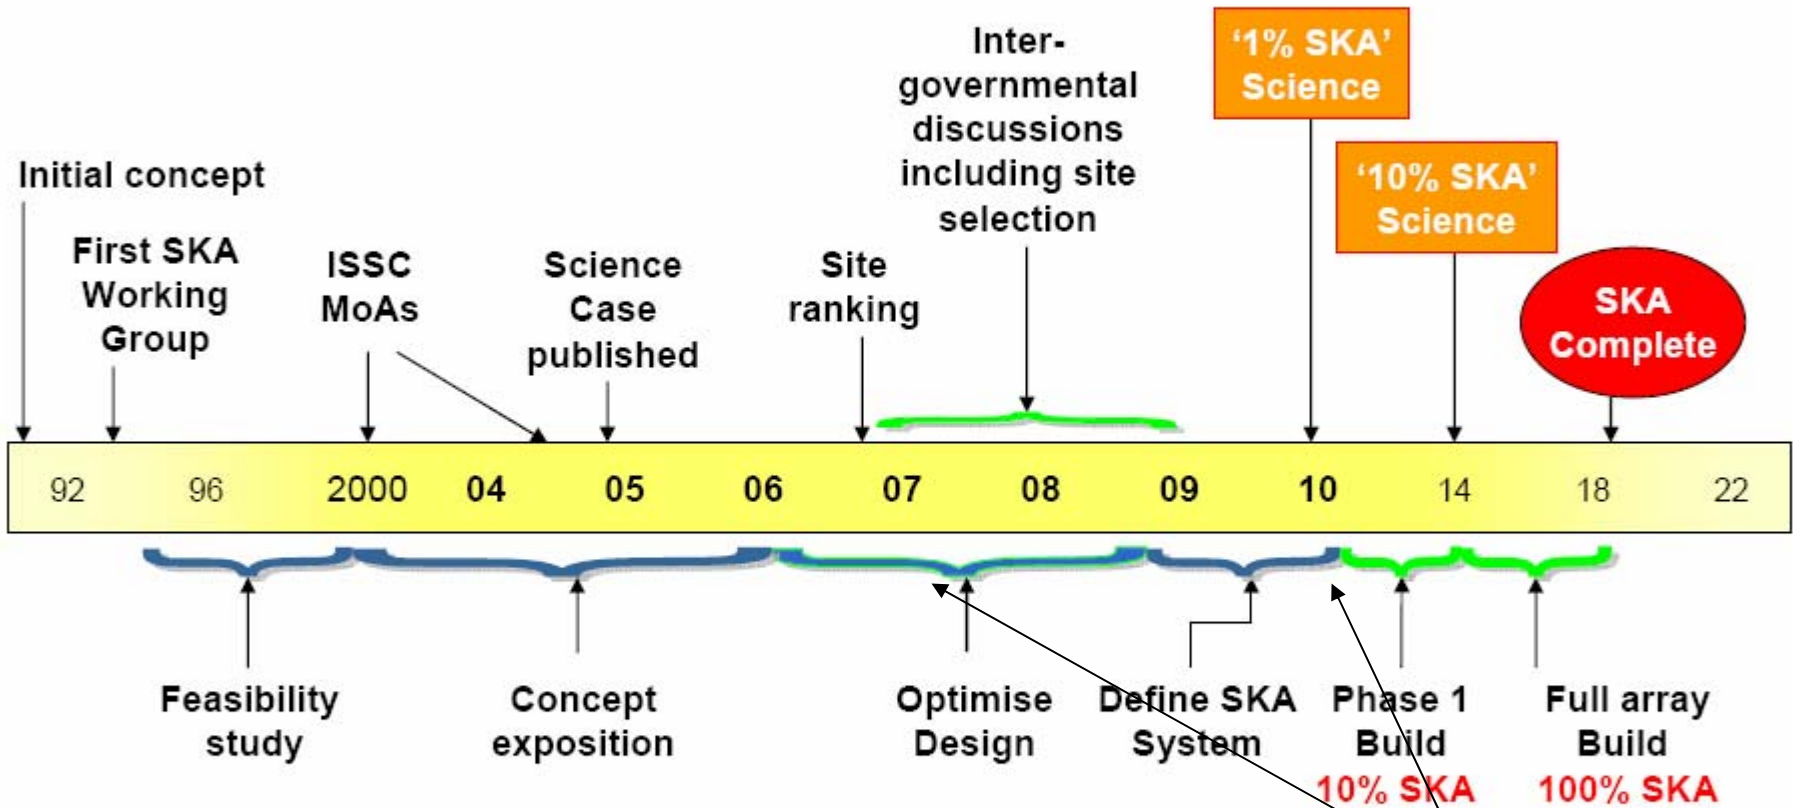 Initial concept
First SKA
Working
Group
ISSC
MoAs
Science
Case
published
Site
ranking
Inter-
governmental
discussions
including site
selection
‘1% SKA’
Science
‘10% SKA’
Science
SKA
Complete
92 96 2000 04 05 06 07 08 09 10 14 18 22
Feasibility
study
Concept
exposition
Optimise
Design
Define SKA
System
Phase 1
Build
10% SKA
Full array
Build
100% SKA